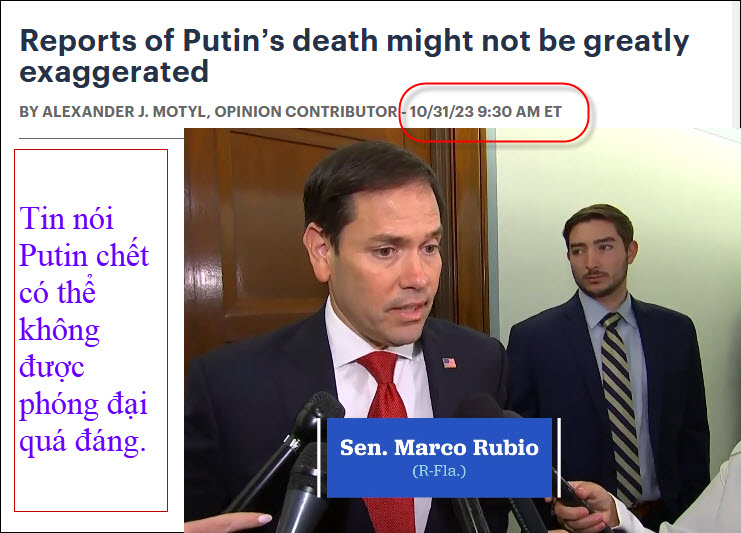 Reports of Putin’s death might not be greatly
exaggerated
BY ALEXANDER J. MOTYL, OPINION CONTRIBUTOR - 10/31/23 9:30 AM ET
Tin nói
Putin chết
có thể
không
được
phóng đại
quá đáng.
Sen. Marco Rubio
(R-Fla.)